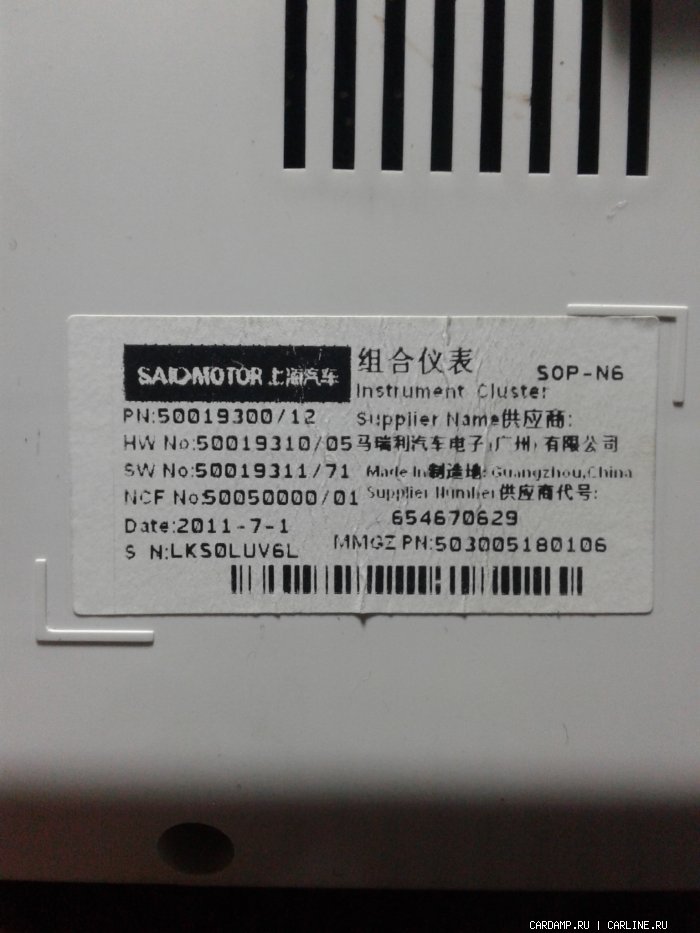 SAIC MOTOR 上海汽车
组合仪表 SOP-N6
Instrument Cluster
PN:50019300/12 Supplier Name供应商:
HW No:50019310/05 马瑞利汽车电子(广州)有限公司
SW No:50019311/71 Made In制造地: Guangzhou,China
NCF No:50050000/01 Supplier Number供应商代号:
Date:2011-7-1 654670629
S N:LKS0LUV6L MMGZ PN:503005180106
CARDAMP.RU | CARLINE.RU